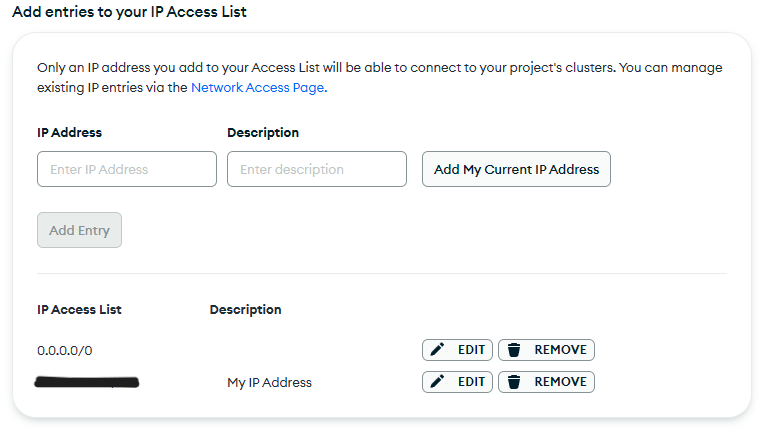 Add entries to your IP Access List
Only an IP address you add to your Access List will be able to connect to your project's clusters. You can manage
existing IP entries via the Network Access Page.
IP Address Description
Enter IP Address Enter description Add My Current IP Address
Add Entry
IP Access List Description
0.0.0.0/0 EDIT REMOVE
My IP Address EDIT REMOVE